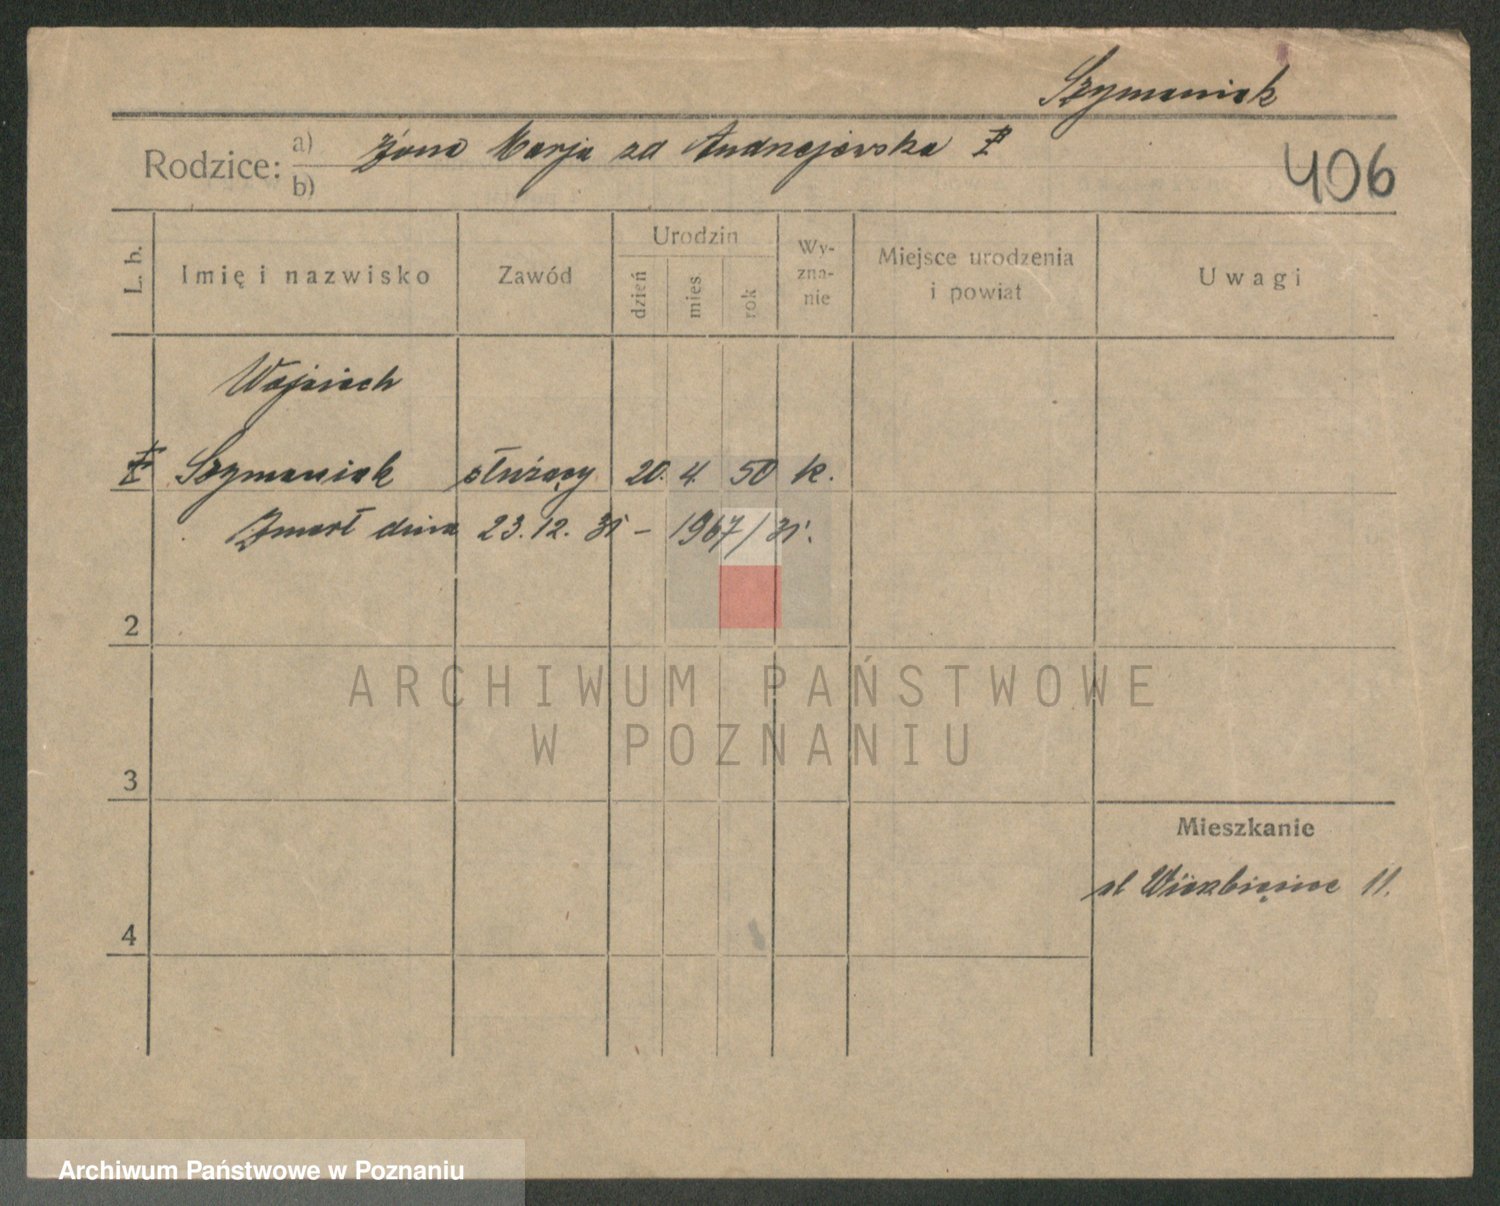 Szymaniak
Rodzice: a) żona Marja zd Andrzejewska
b)
406
L. b. Imię i nazwisko Zawód Urodzin dzień mies rok Wyznanie Miejsce urodzenia i powiat Uwagi
Wojciech
Szymaniak służący 20. 4. 50 k.
Zmarł dnia 23.12.31 – 1967/31.
2
ARCHIWUM PAŃSTWOWE
W POZNANIU
3
Mieszkanie
ul Wierzbięcice 11.
4
Archiwum Państwowe w Poznaniu